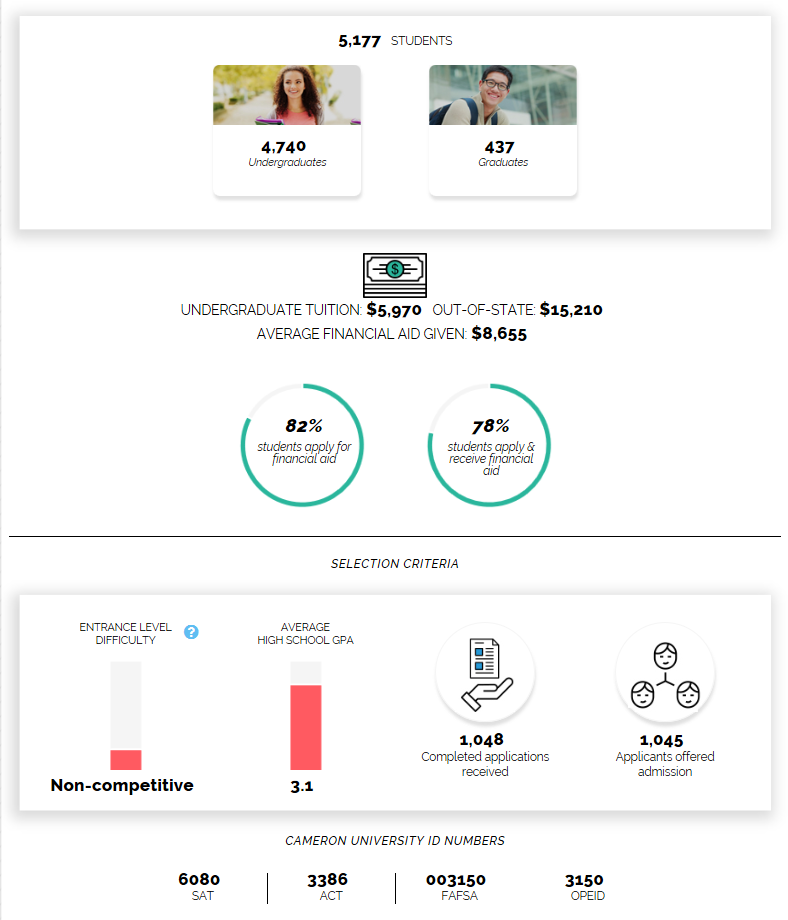 5,177 STUDENTS
4,740
Undergraduates
437
Graduates
$
UNDERGRADUATE TUITION: $5,970 OUT-OF-STATE: $15,210
AVERAGE FINANCIAL AID GIVEN: $8,655
82%
students apply for
financial aid
78%
students apply &
receive financial
aid
SELECTION CRITERIA
ENTRANCE LEVEL
DIFFICULTY
?
Non-competitive
AVERAGE
HIGH SCHOOL GPA
3.1
1,048
Completed applications
received
1,045
Applicants offered
admission
CAMERON UNIVERSITY ID NUMBERS
6080
SAT
3386
ACT
003150
FAFSA
3150
OPEID